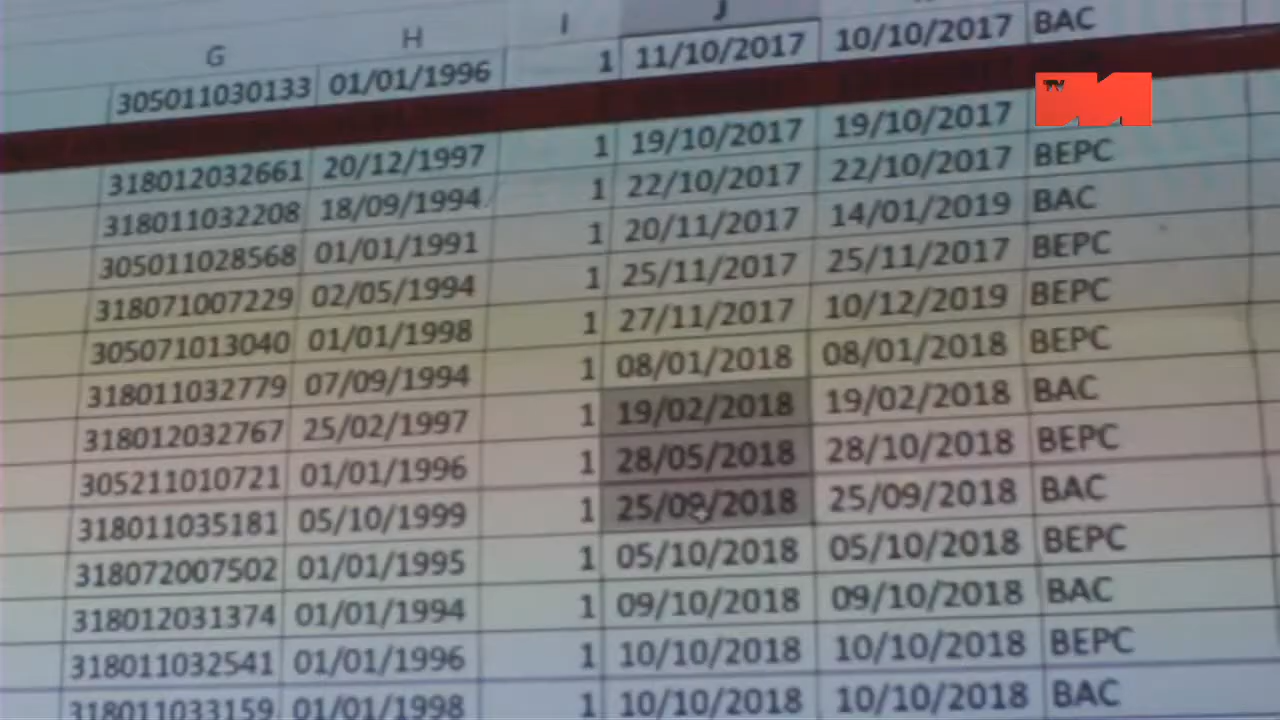 G H I J
305011030133 01/01/1996 1 11/10/2017 10/10/2017 BAC
TV
318012032661 20/12/1997 1 19/10/2017 19/10/2017
318011032208 18/09/1994 1 22/10/2017 22/10/2017 BEPC
305011028568 01/01/1991 1 20/11/2017 14/01/2019 BAC
318071007229 02/05/1994 1 25/11/2017 25/11/2017 BEPC
305071013040 01/01/1998 1 27/11/2017 10/12/2019 BEPC
318011032779 07/09/1994 1 08/01/2018 08/01/2018 BEPC
318012032767 25/02/1997 1 19/02/2018 19/02/2018 BAC
305211010721 01/01/1996 1 28/05/2018 28/10/2018 BEPC
318011035181 05/10/1999 1 25/09/2018 25/09/2018 BAC
318072007502 01/01/1995 1 05/10/2018 05/10/2018 BEPC
318012031374 01/01/1994 1 09/10/2018 09/10/2018 BAC
318011032541 01/01/1996 1 10/10/2018 10/10/2018 BEPC
318011033159 01/01/1998 1 10/10/2018 10/10/2018 BAC